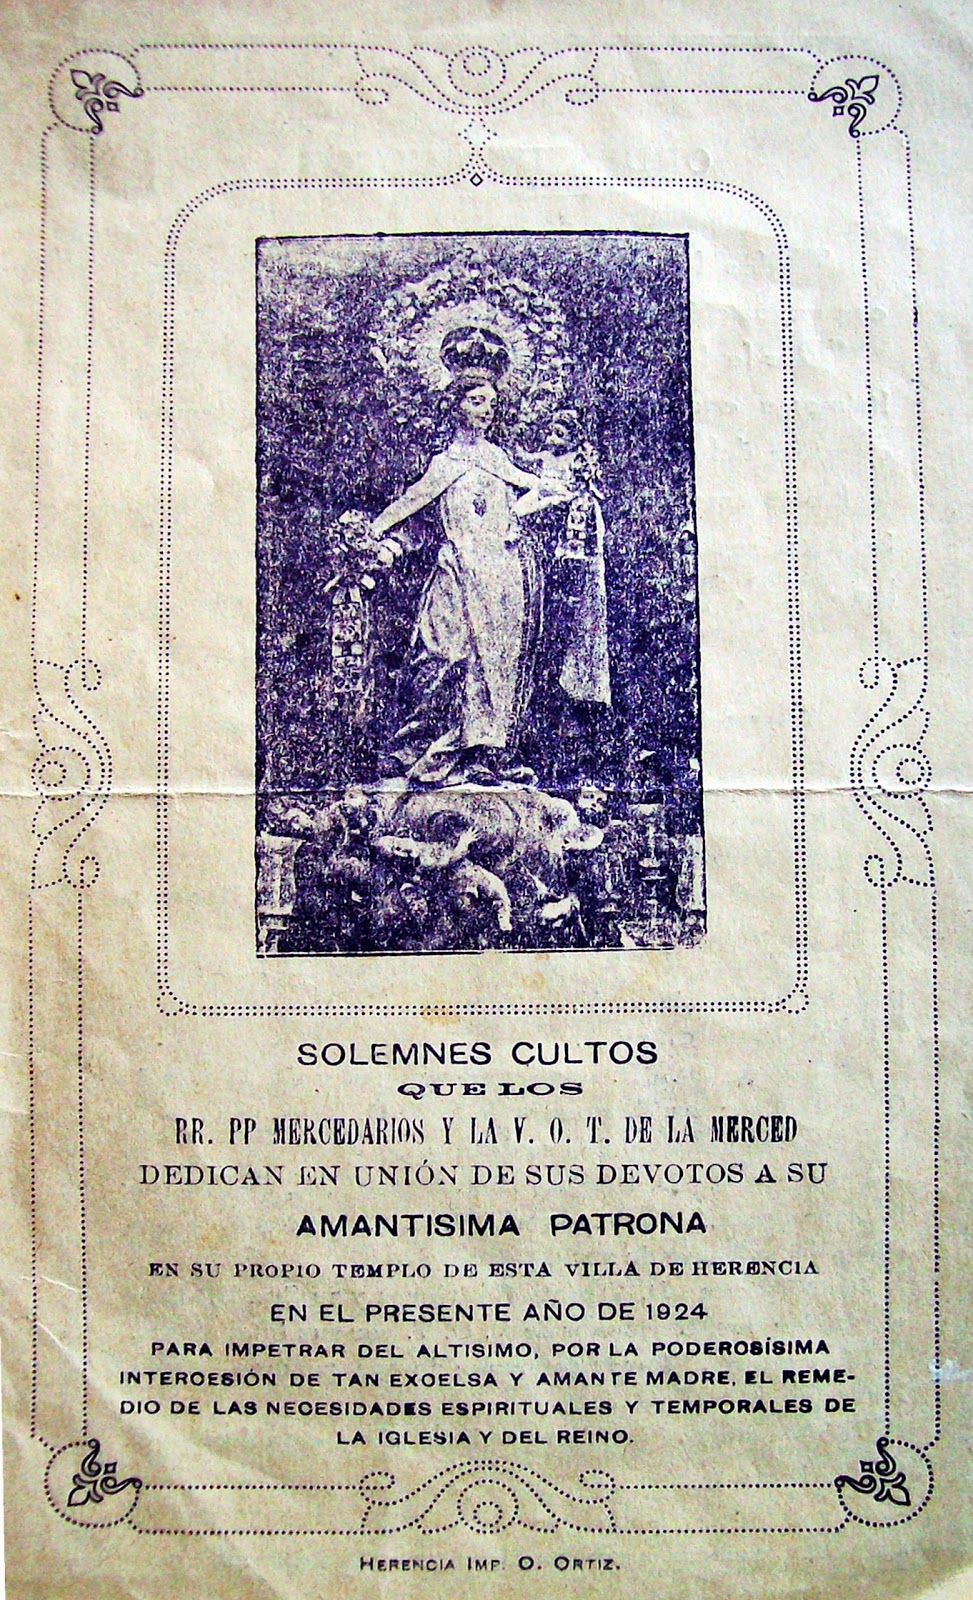 SOLEMNES CULTOS
QUE LOS
RR. PP MERCEDARIOS Y LA V. O. T. DE LA MERCED
DEDICAN EN UNIÓN DE SUS DEVOTOS A SU
AMANTISIMA PATRONA
EN SU PROPIO TEMPLO DE ESTA VILLA DE HERENCIA
EN EL PRESENTE AÑO DE 1924
PARA IMPETRAR DEL ALTISIMO, POR LA PODEROSÍSIMA
INTERCESIÓN DE TAN EXCELSA Y AMANTE MADRE, EL REME-
DIO DE LAS NECESIDADES ESPIRITUALES Y TEMPORALES DE
LA IGLESIA Y DEL REINO.
HERENCIA IMP. O. ORTIZ.